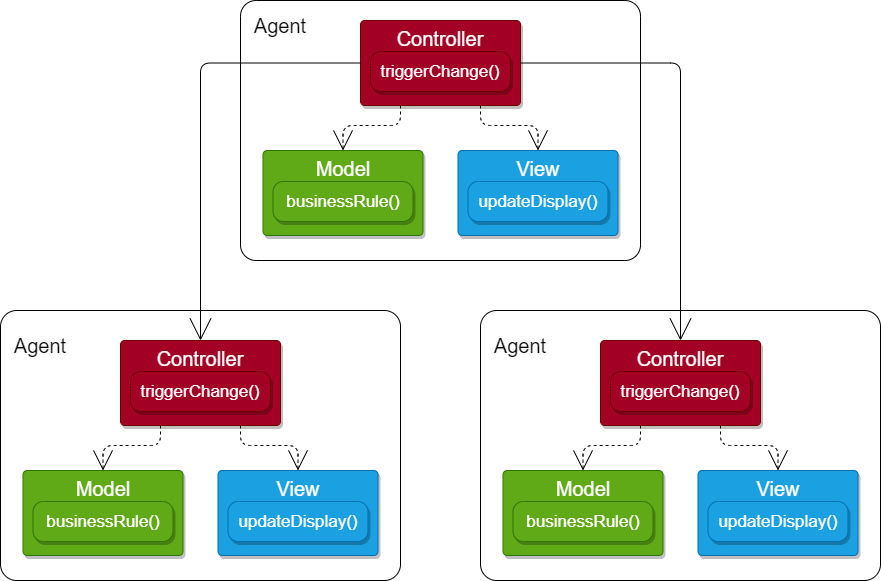 Agent
Controller
triggerChange()
Model
businessRule()
View
updateDisplay()
Agent
Controller
triggerChange()
Model
businessRule()
View
updateDisplay()
Agent
Controller
triggerChange()
Model
businessRule()
View
updateDisplay()